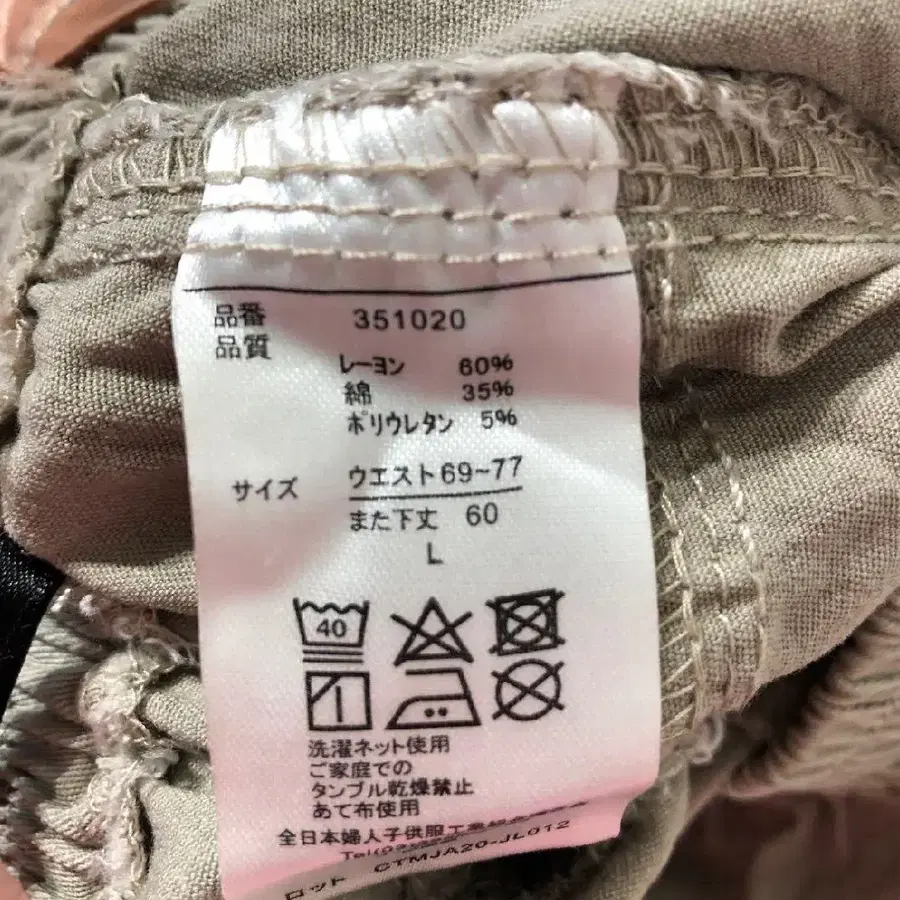 品番 351020
品質
レーヨン 60%
綿 35%
ポリウレタン 5%
サイズ ウエスト69~77
また下丈 60
L
40
洗濯ネット使用
ご家庭での
タンブル乾燥禁止
あて布使用
全日本婦人子供服工業組合連合会
Tel(03
ロット CTMJA20-JL012